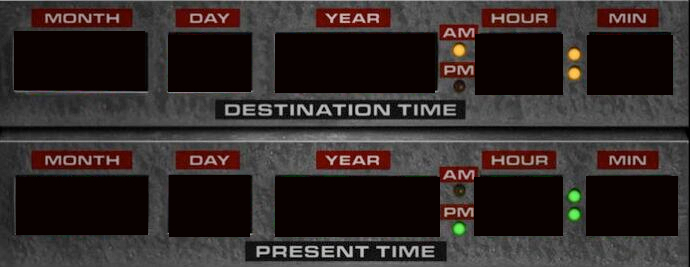 MONTH DAY YEAR AM HOUR MIN
PM
DESTINATION TIME
MONTH DAY YEAR AM HOUR MIN
PM
PRESENT TIME